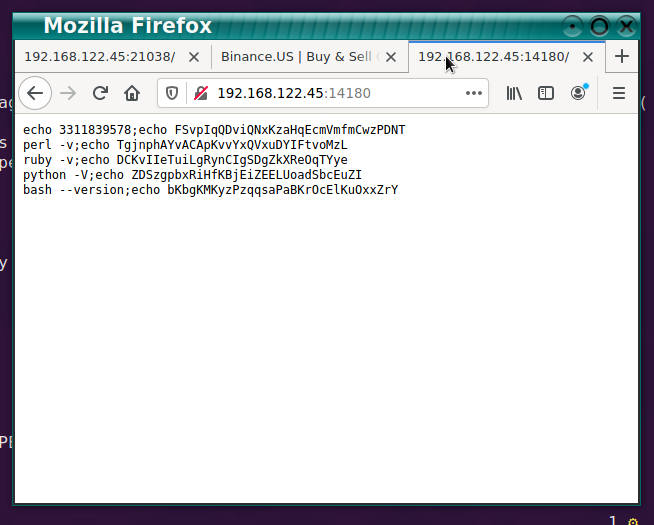 Mozilla Firefox
192.168.122.45:21038/
Binance.US | Buy & Sell
192.168.122.45:14180/
192.168.122.45:14180
echo 3311839578;echo FSvpIqQDviQNxKzaHqEcmVmfmCwzPDNT
perl -v;echo TgjnphAYvACApKvvYxQVxuDYIFtvoMzL
ruby -v;echo DCKvIIeTuiLgRynCIgSDgZkXReOqTYye
python -V;echo ZDSzgpbxRiHfKBjEiZEELUoadSbcEuZI
bash --version;echo bKbgKMKyzPzqqsaPaBKrOcElKuOxxZrY
1